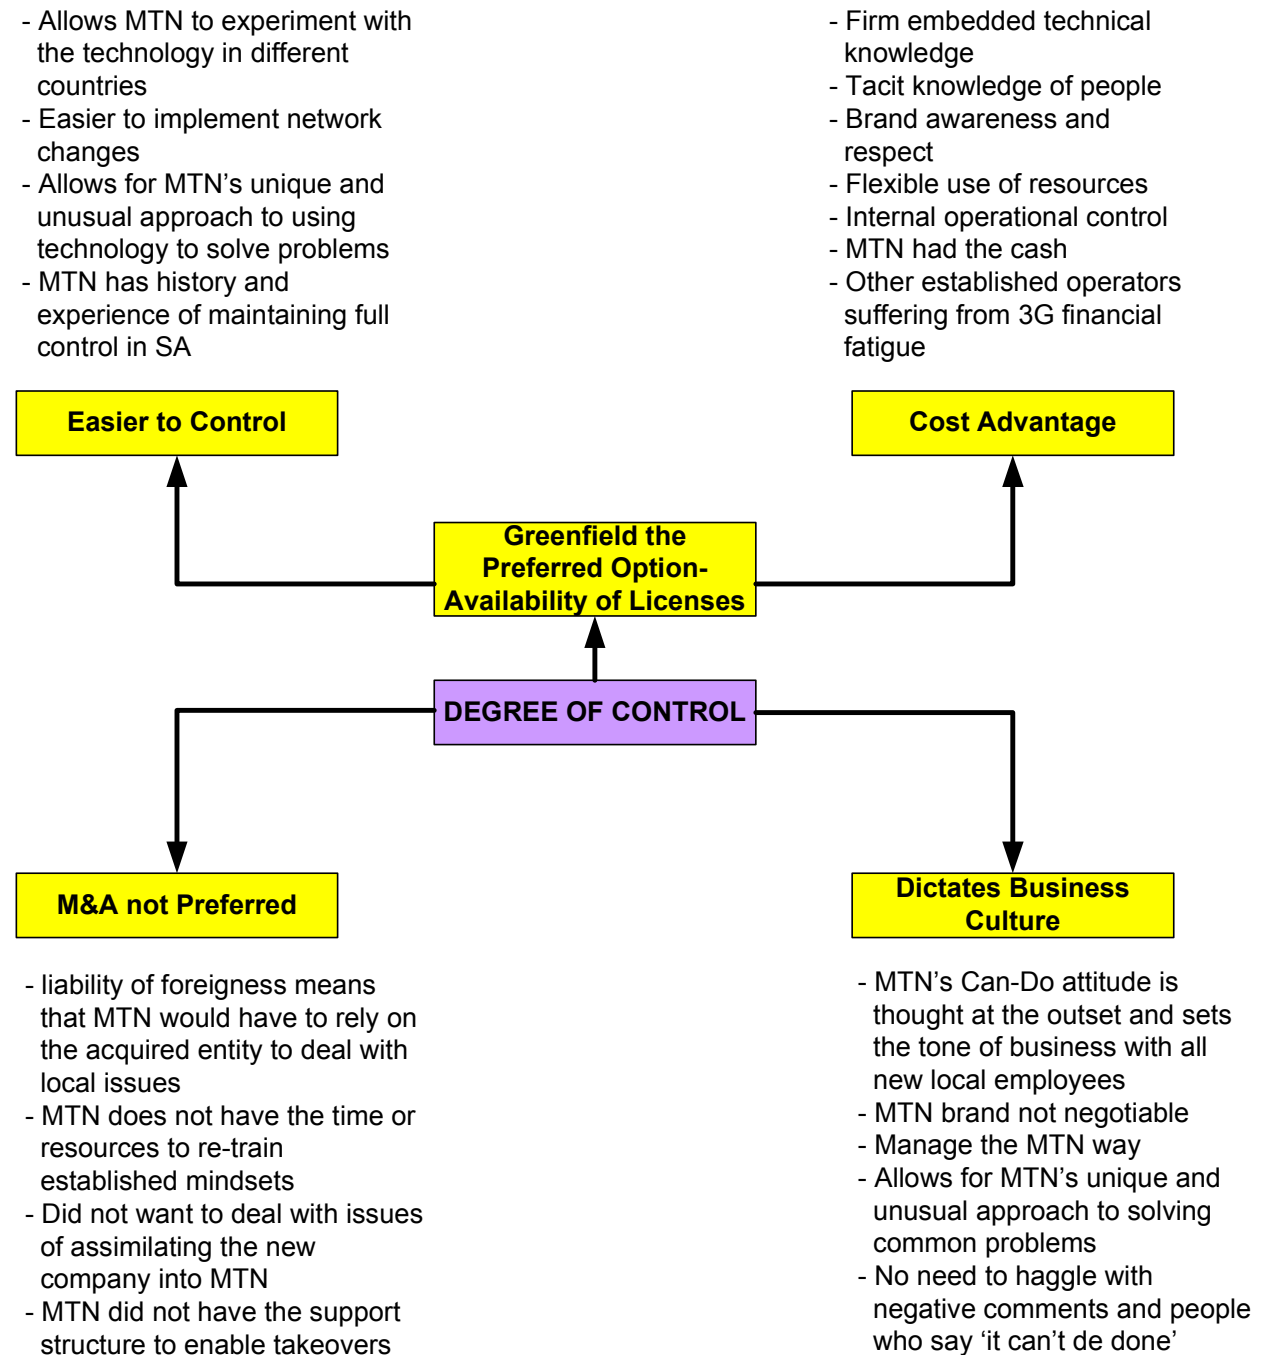 - Allows MTN to experiment with
the technology in different
countries
- Easier to implement network
changes
- Allows for MTN's unique and
unusual approach to using
technology to solve problems
- MTN has history and
experience of maintaining full
control in SA
- Firm embedded technical
knowledge
- Tacit knowledge of people
- Brand awareness and
respect
- Flexible use of resources
- Internal operational control
- MTN had the cash
- Other established operators
suffering from 3G financial
fatigue
Easier to Control
Cost Advantage
Greenfield the
Preferred Option-
Availability of Licenses
DEGREE OF CONTROL
M&A not Preferred
Dictates Business
Culture
- liability of foreigness means
that MTN would have to rely on
the acquired entity to deal with
local issues
- MTN does not have the time or
resources to re-train
established mindsets
- Did not want to deal with issues
of assimilating the new
company into MTN
- MTN did not have the support
structure to enable takeovers
- MTN's Can-Do attitude is
thought at the outset and sets
the tone of business with all
new local employees
- MTN brand not negotiable
- Manage the MTN way
- Allows for MTN's unique and
unusual approach to solving
common problems
- No need to haggle with
negative comments and people
who say 'it can't de done'